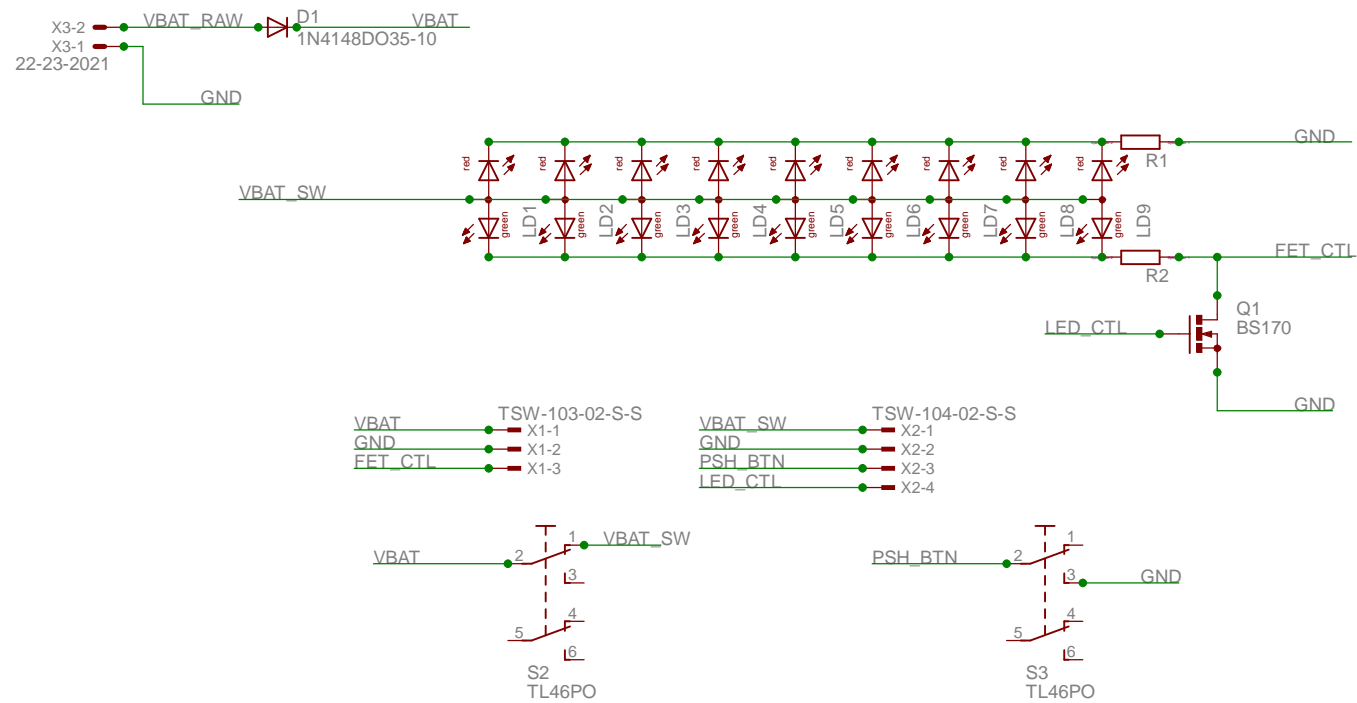 X3-2
VBAT_RAW
D1
VBAT
1N4148DO35-10
X3-1
22-23-2021
GND
GND
R1
red
red
red
red
red
red
red
red
red
VBAT_SW
green
green
green
green
green
green
green
green
green
LD1
LD2
LD3
LD4
LD5
LD6
LD7
LD8
LD9
FET_CTL
R2
Q1
BS170
LED_CTL
GND
TSW-103-02-S-S
VBAT
X1-1
GND
X1-2
FET_CTL
X1-3
TSW-104-02-S-S
VBAT_SW
X2-1
GND
X2-2
PSH_BTN
X2-3
LED_CTL
X2-4
VBAT
2
1
VBAT_SW
3
4
5
6
S2
TL46PO
PSH_BTN
2
1
3
GND
4
5
6
S3
TL46PO